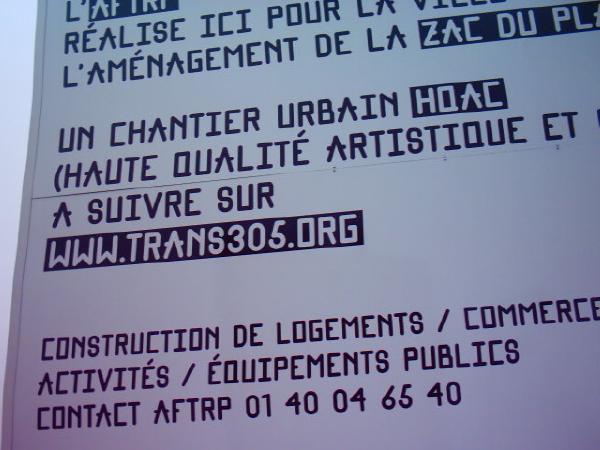 L'AFTRP
RÉALISE ICI POUR LA
L'AMÉNAGEMENT DE LA ZAC DU
UN CHANTIER URBAIN HQAC
(HAUTE QUALITÉ ARTISTIQUE ET
A SUIVRE SUR
WWW.TRANS305.ORG
CONSTRUCTION DE LOGEMENTS / COMMERCE
ACTIVITÉS / ÉQUIPEMENTS PUBLICS
CONTACT AFTRP 01 40 04 65 40